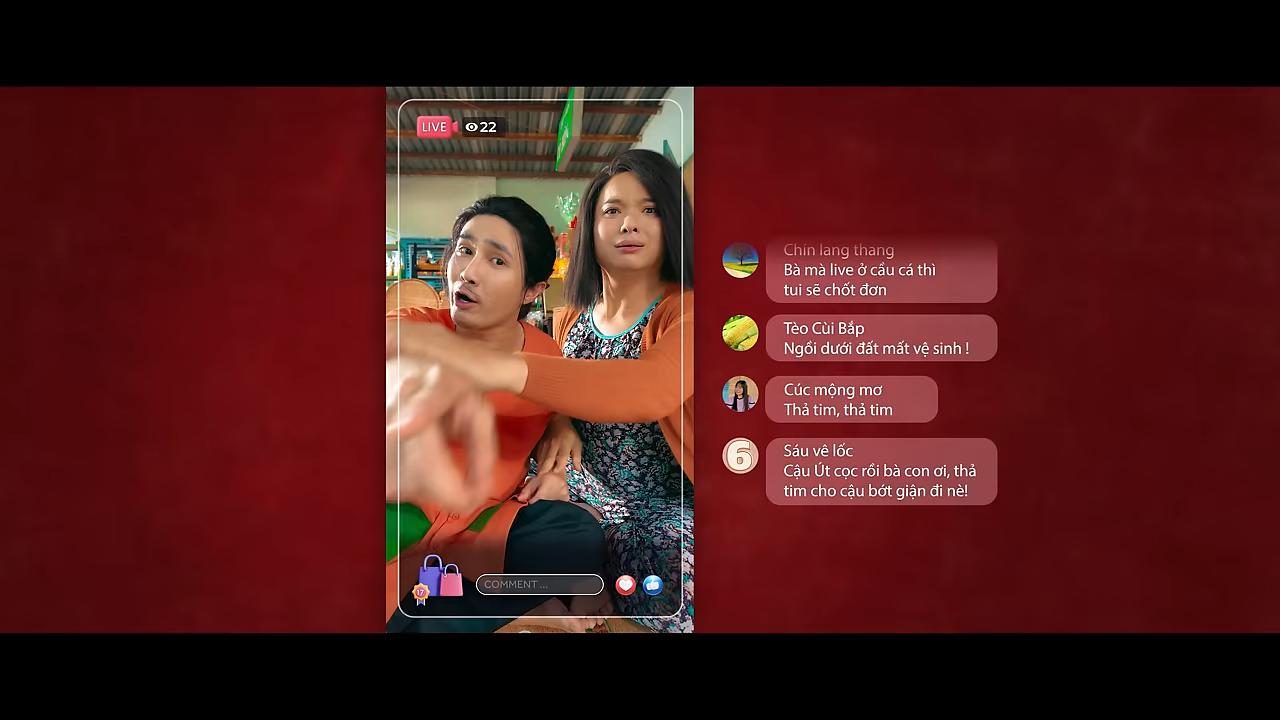 LIVE
22
Chín lang thang
Bà mà live ở cầu cá thì
tui sẽ chốt đơn
Tèo Cùi Bắp
Ngồi dưới đất mất vệ sinh !
Cúc mộng mơ
Thả tim, thả tim
6
Sáu vê lốc
Cậu Út cọc rồi bà con ơi, thả
tim cho cậu bớt giận đi nè!
17
COMMENT ...